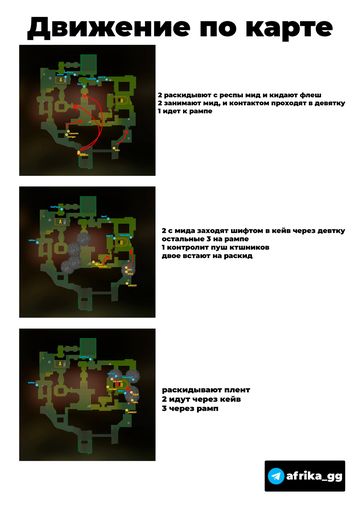 Движение по карте
2 раскидывют с респы мид и кидают флеш
2 занимают мид, и контактом проходят в девятку
1 идет к рампе
2 с мида заходят шифтом в кейв через девтку
остальные 3 на рампе
1 контролит пуш ктшников
двое встают на раскид
раскидывают плент
2 идут через кейв
3 через рамп
afrika_gg